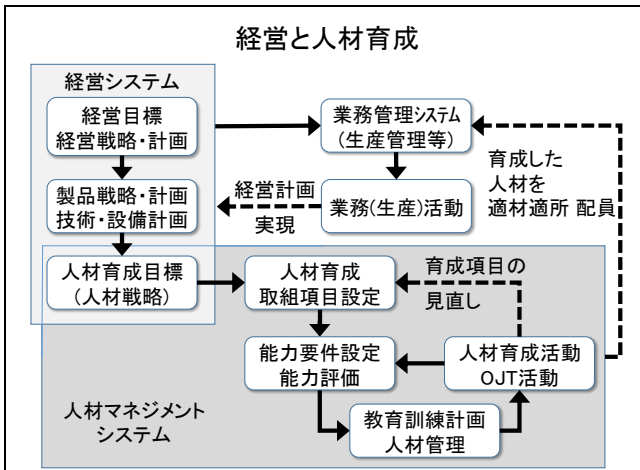 経営と人材育成
経営システム
経営目標
経営戦略・計画
業務管理システム
(生産管理等)
育成した
人材を
適材適所 配員
製品戦略・計画
技術・設備計画
経営計画
実現
業務(生産)活動
人材育成目標
(人材戦略)
人材育成
取組項目設定
育成項目の
見直し
能力要件設定
能力評価
人材育成活動
OJT活動
教育訓練計画
人材管理
人材マネジメント
システム